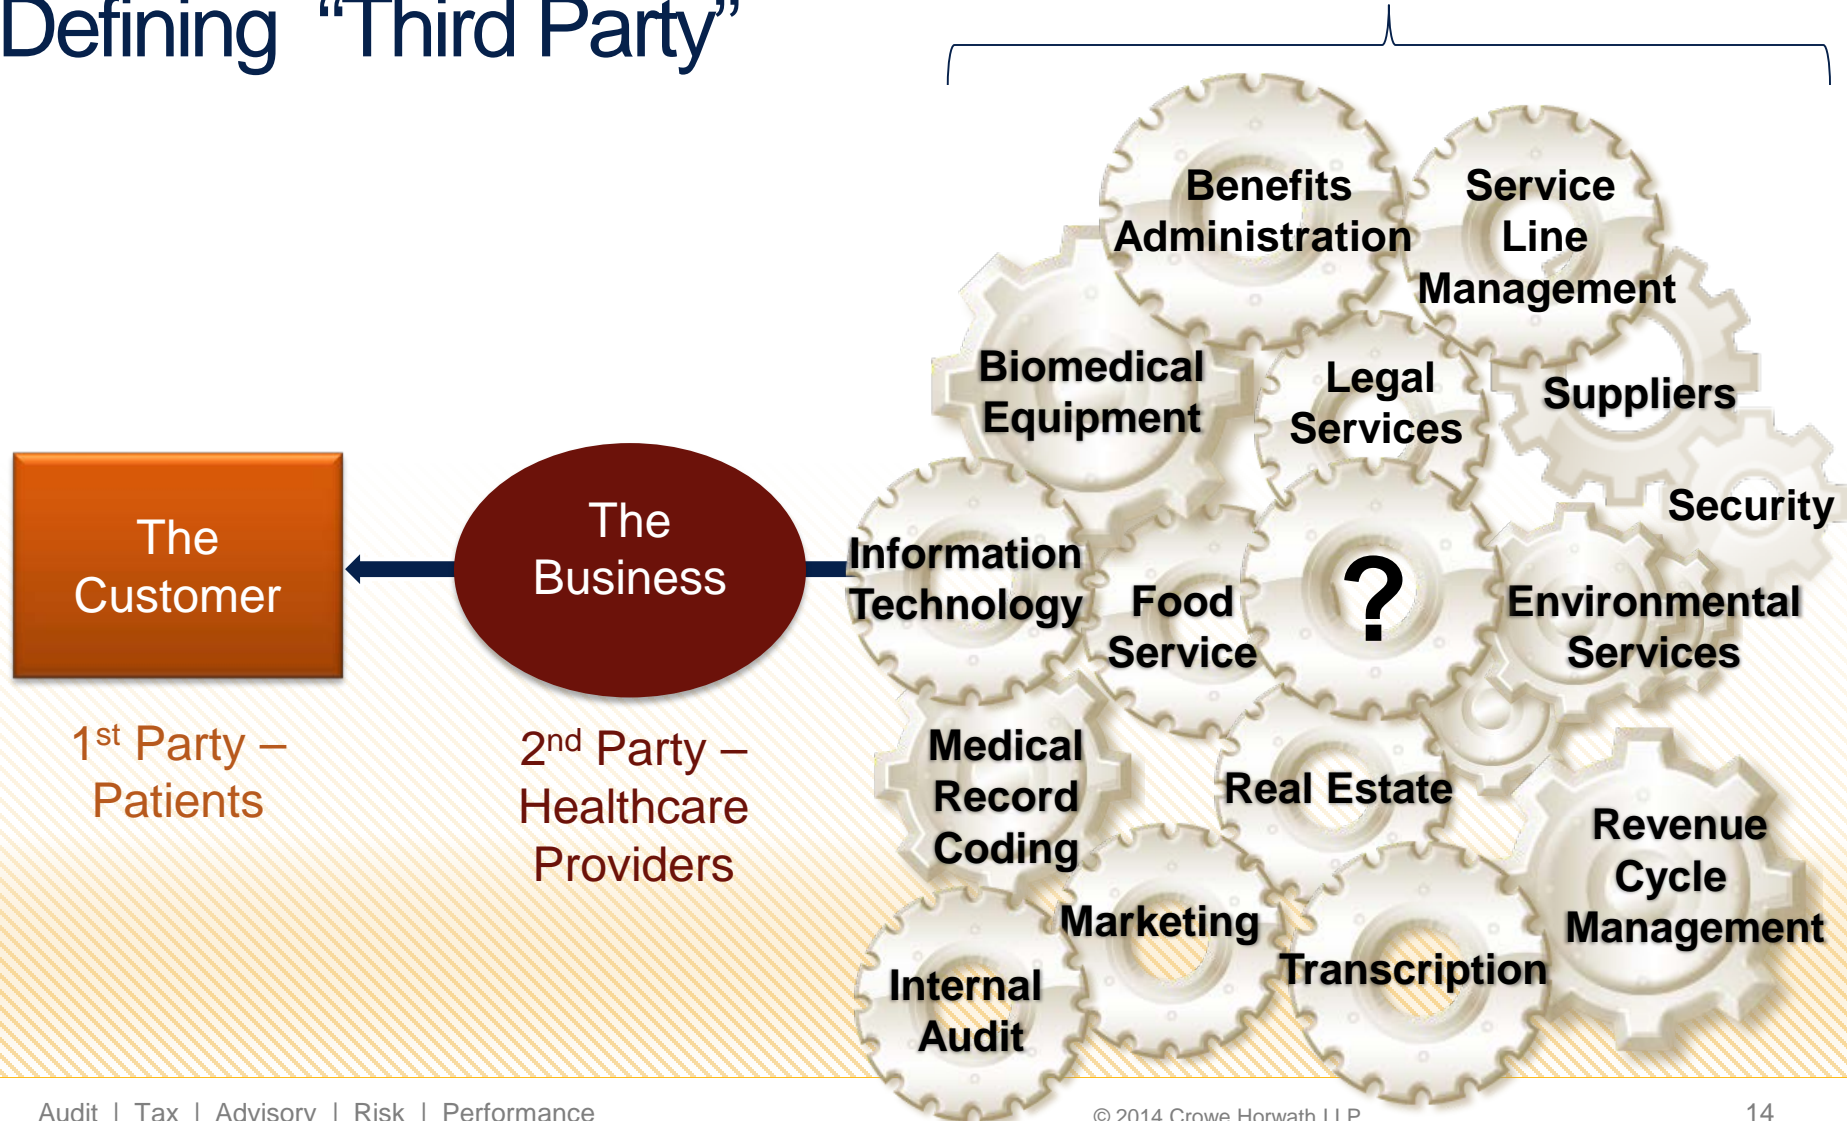 Defining “Third Party”
Benefits
Administration
Service
Line
Management
Biomedical
Equipment
Legal
Services
Suppliers
Security
The
Customer
The
Business
Information
Technology
Food
Service
?
Environmental
Services
1st Party –
Patients
2nd Party –
Healthcare
Providers
Medical
Record
Coding
Real Estate
Revenue
Cycle
Management
Marketing
Transcription
Internal
Audit
Audit | Tax | Advisory | Risk | Performance
© 2014 Crowe Horwath LLP
14